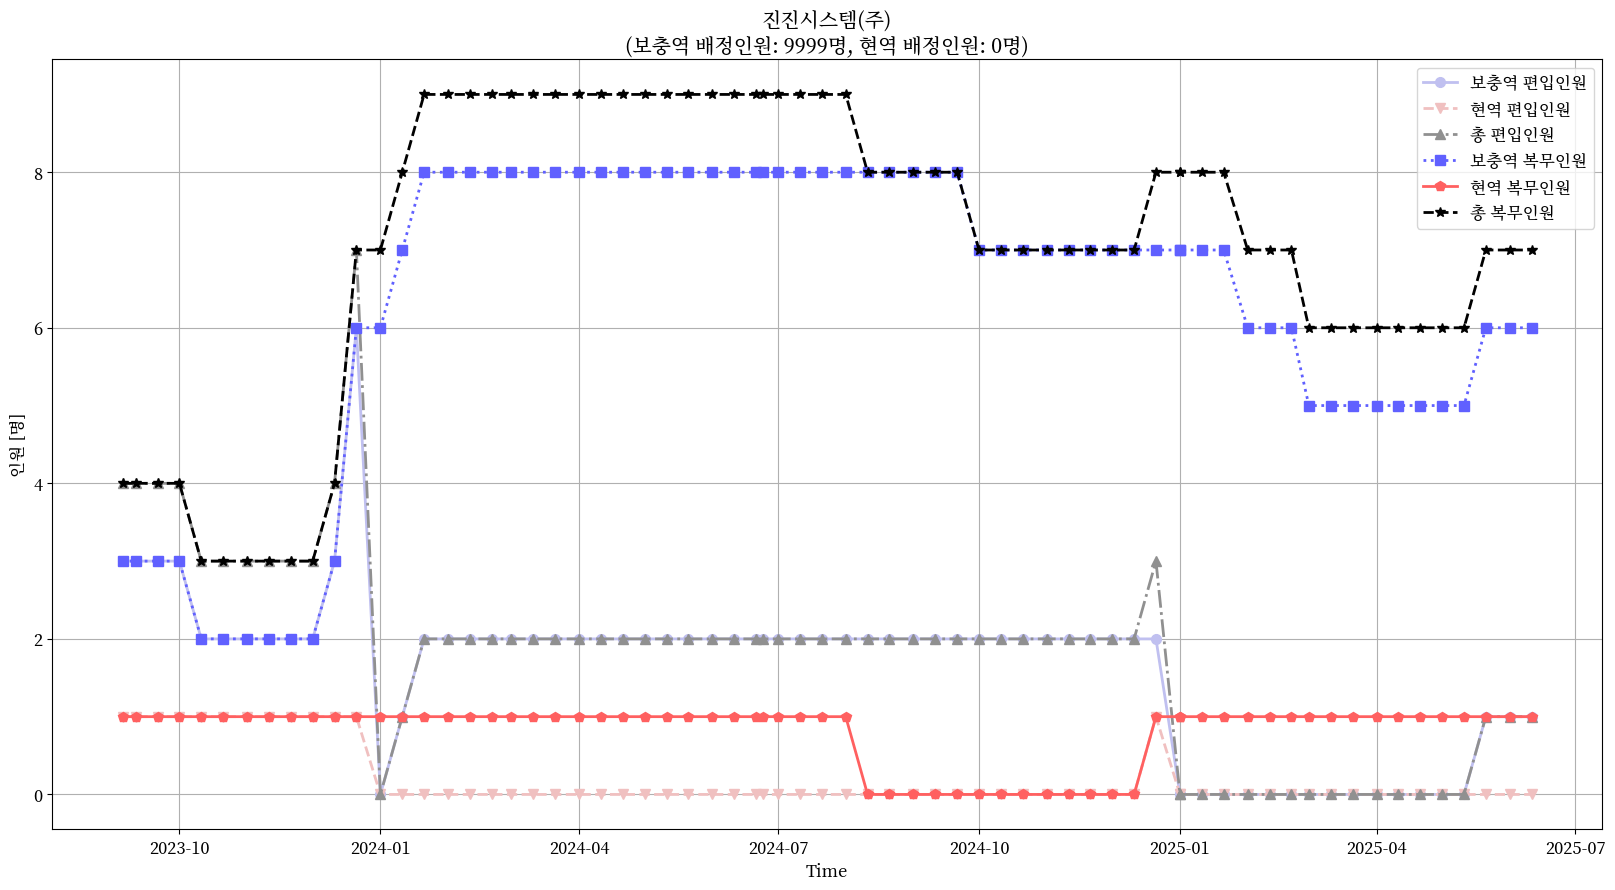 진진시스템(주)
(보충역 배정인원: 9999명, 현역 배정인원: 0명)
보충역 편입인원
현역 편입인원
총 편입인원
보충역 복무인원
현역 복무인원
총 복무인원
인원 [명]
8
6
4
2
0
2023-10
2024-01
2024-04
2024-07
2024-10
2025-01
2025-04
2025-07
Time